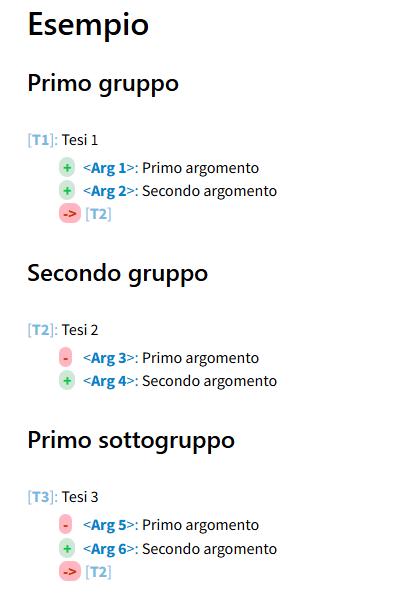 Esempio
Primo gruppo
[T1]: Tesi 1
+ <Arg 1>: Primo argomento
+ <Arg 2>: Secondo argomento
-> [T2]
Secondo gruppo
[T2]: Tesi 2
- <Arg 3>: Primo argomento
+ <Arg 4>: Secondo argomento
Primo sottogruppo
[T3]: Tesi 3
- <Arg 5>: Primo argomento
+ <Arg 6>: Secondo argomento
-> [T2]